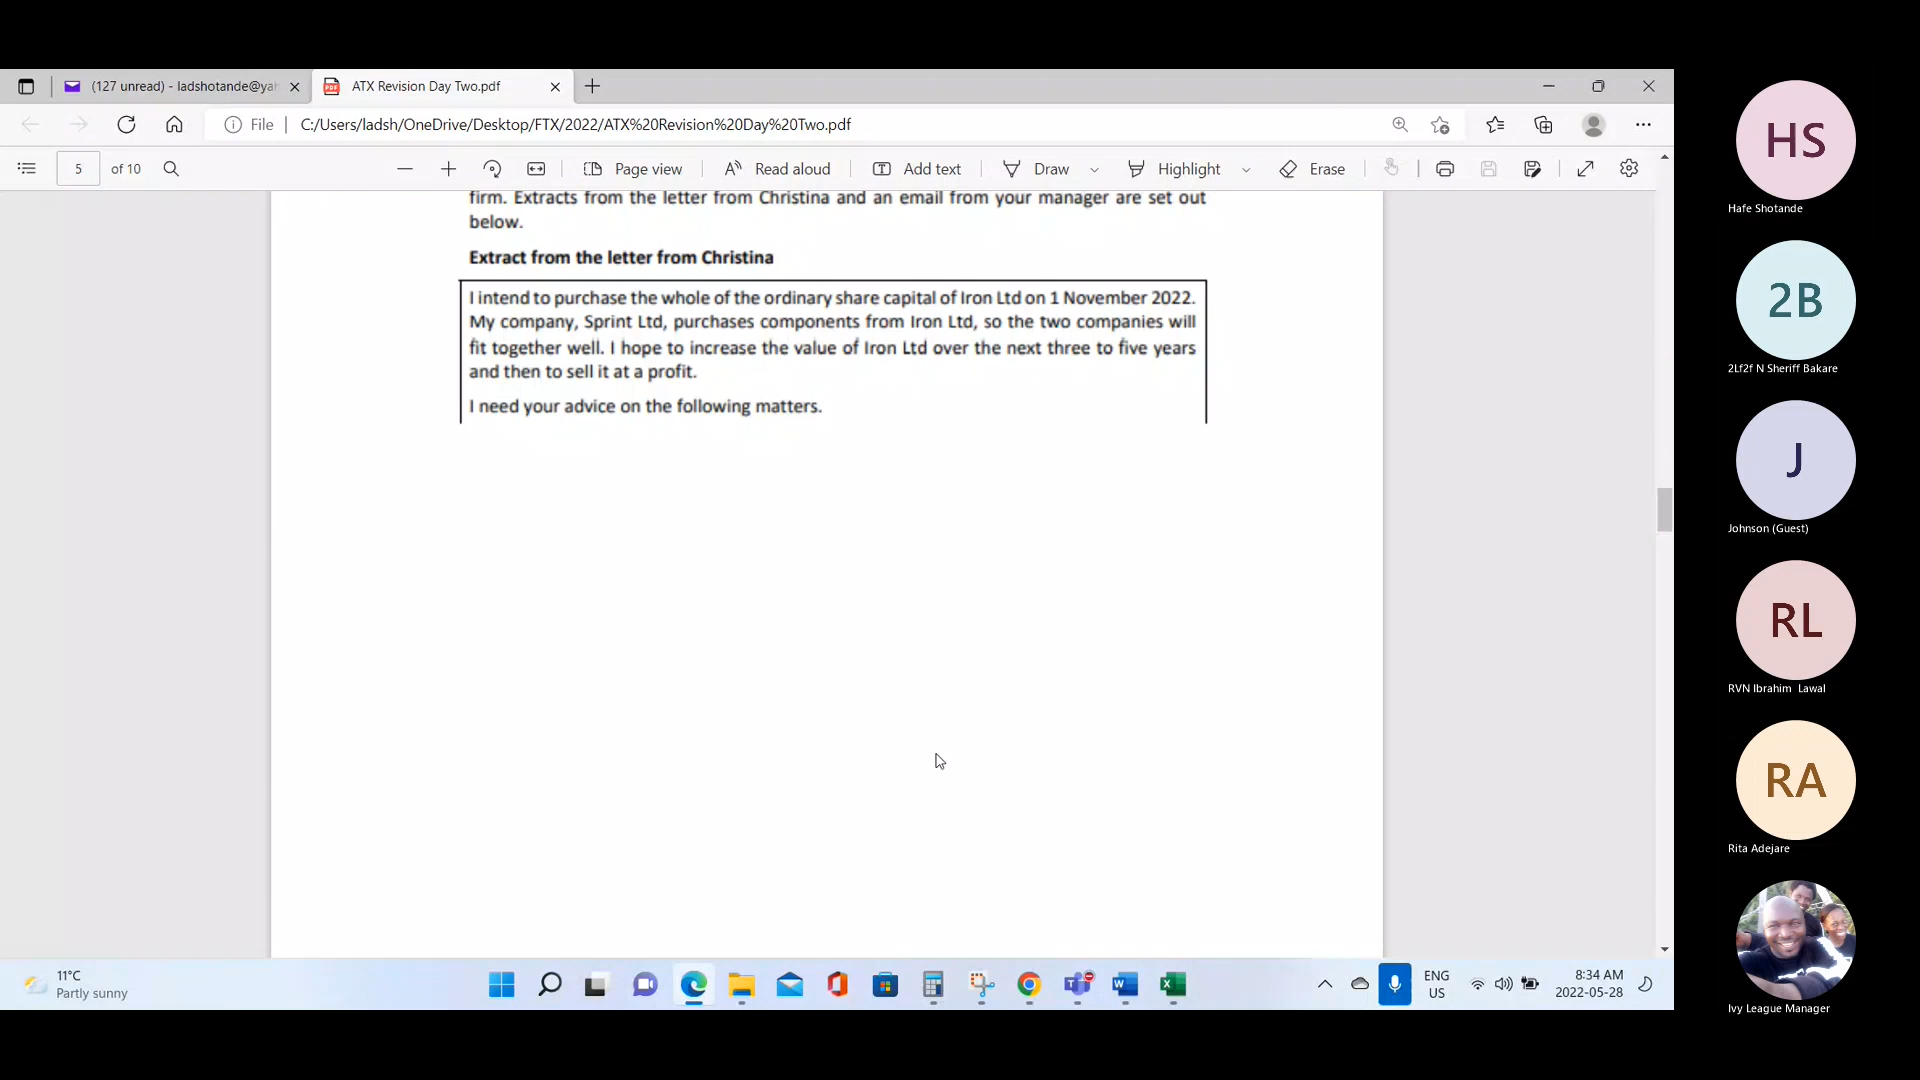 (127 unread) - ladshotande@yah
ATX Revision Day Two.pdf
File
C:/Users/ladsh/OneDrive/Desktop/FTX/2022/ATX%20Revision%20Day%20Two.pdf
5 of 10
Page view
Read aloud
Add text
Draw
Highlight
Erase
firm. Extracts from the letter from Christina and an email from your manager are set out
below.
Extract from the letter from Christina
I intend to purchase the whole of the ordinary share capital of Iron Ltd on 1 November 2022.
My company, Sprint Ltd, purchases components from Iron Ltd, so the two companies will
fit together well. I hope to increase the value of Iron Ltd over the next three to five years
and then to sell it at a profit.
I need your advice on the following matters.
11°C
Partly sunny
ENG
US
8:34 AM
2022-05-28
HS
Hafe Shotande
2B
2Lf2f N Sheriff Bakare
J
Johnson (Guest)
RL
RVN Ibrahim Lawal
RA
Rita Adejare
Ivy League Manager